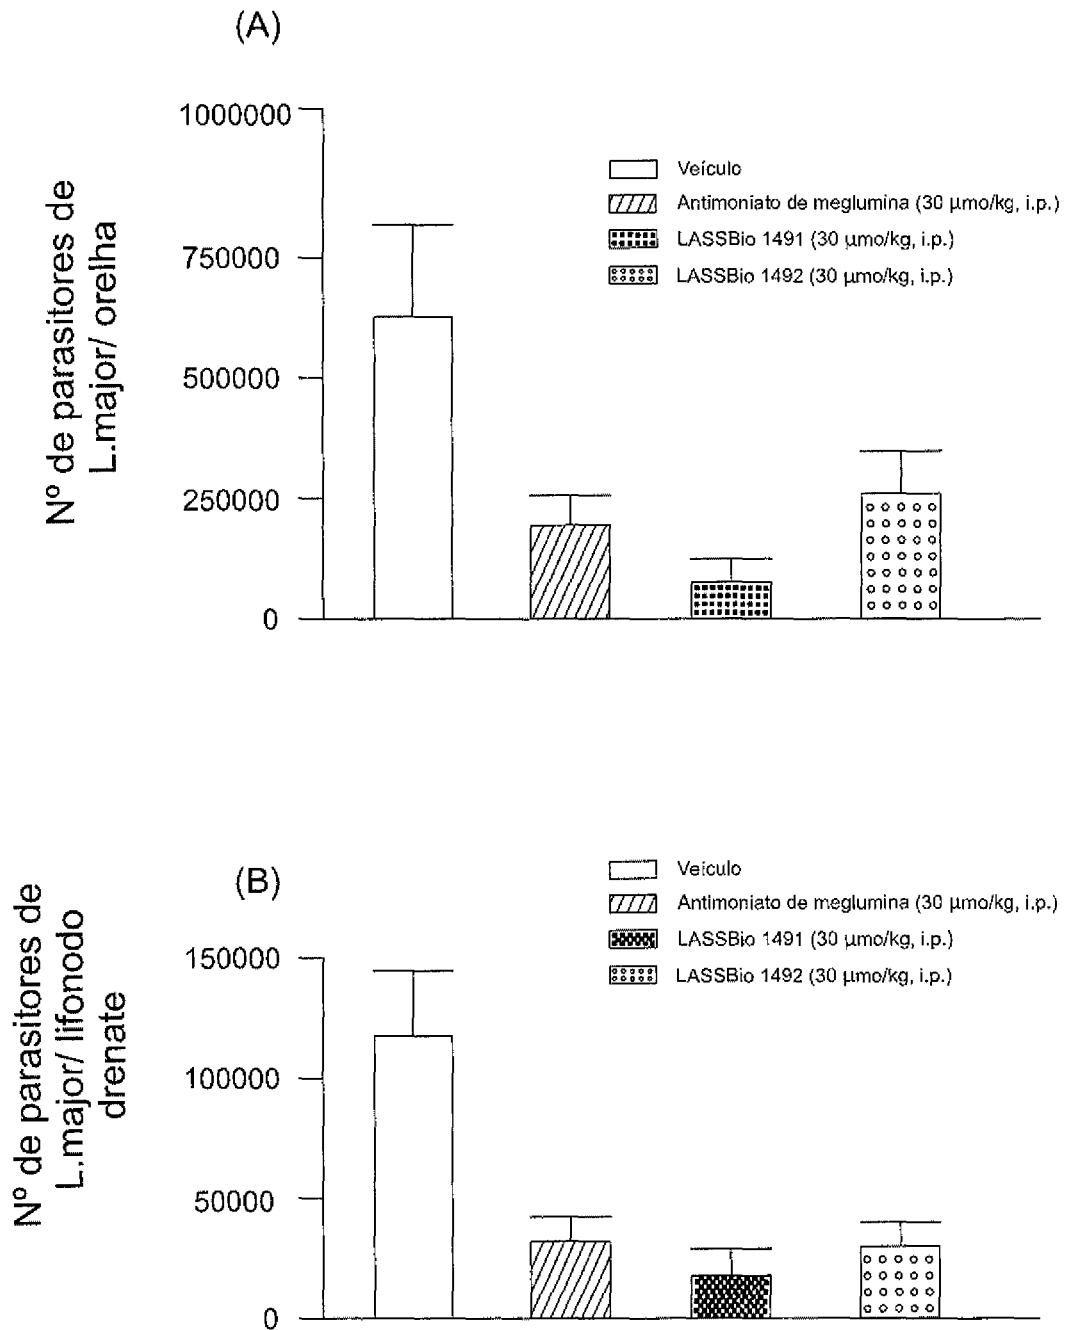 (A)
1000000
750000
500000
250000
0
Nº de parasitores de
L.major/ orelha
Veículo
Antimoniato de meglumina (30 µmo/kg, i.p.)
LASSBio 1491 (30 µmo/kg, i.p.)
LASSBio 1492 (30 µmo/kg, i.p.)
(B)
150000
100000
50000
0
Nº de parasitores de
L.major/ lifonodo
drenate
Veículo
Antimoniato de meglumina (30 µmo/kg, i.p.)
LASSBio 1491 (30 µmo/kg, i.p.)
LASSBio 1492 (30 µmo/kg, i.p.)